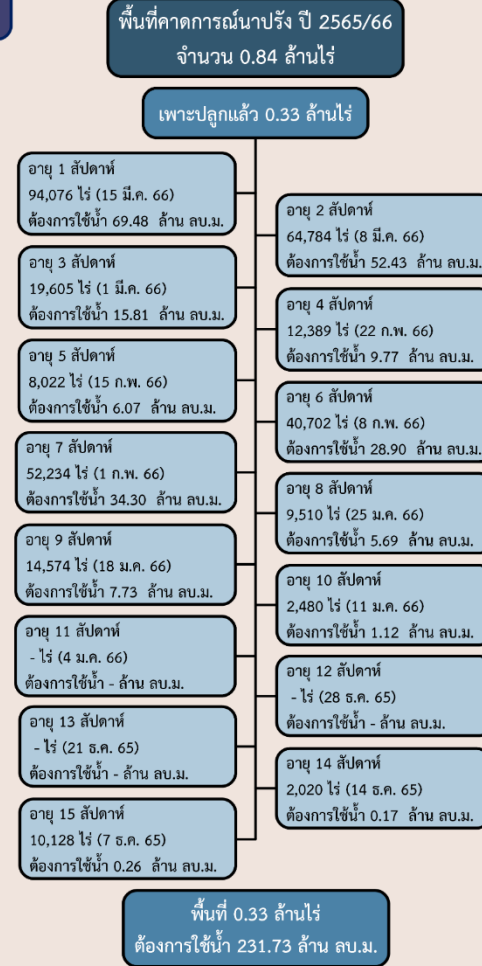 พื้นที่คาดการณ์นาปรัง ปี 2565/66
จำนวน 0.84 ล้านไร่
เพาะปลูกแล้ว 0.33 ล้านไร่
อายุ 1 สัปดาห์
94,076 ไร่ (15 มี.ค. 66)
ต้องการใช้น้ำ 69.48 ล้าน ลบ.ม.
อายุ 2 สัปดาห์
64,784 ไร่ (8 มี.ค. 66)
ต้องการใช้น้ำ 52.43 ล้าน ลบ.ม.
อายุ 3 สัปดาห์
19,605 ไร่ (1 มี.ค. 66)
ต้องการใช้น้ำ 15.81 ล้าน ลบ.ม.
อายุ 4 สัปดาห์
12,389 ไร่ (22 ก.พ. 66)
ต้องการใช้น้ำ 9.77 ล้าน ลบ.ม.
อายุ 5 สัปดาห์
8,022 ไร่ (15 ก.พ. 66)
ต้องการใช้น้ำ 6.07 ล้าน ลบ.ม.
อายุ 6 สัปดาห์
40,702 ไร่ (8 ก.พ. 66)
ต้องการใช้น้ำ 28.90 ล้าน ลบ.ม.
อายุ 7 สัปดาห์
52,234 ไร่ (1 ก.พ. 66)
ต้องการใช้น้ำ 34.30 ล้าน ลบ.ม.
อายุ 8 สัปดาห์
9,510 ไร่ (25 ม.ค. 66)
ต้องการใช้น้ำ 5.69 ล้าน ลบ.ม.
อายุ 9 สัปดาห์
14,574 ไร่ (18 ม.ค. 66)
ต้องการใช้น้ำ 7.73 ล้าน ลบ.ม.
อายุ 10 สัปดาห์
2,480 ไร่ (11 ม.ค. 66)
ต้องการใช้น้ำ 1.12 ล้าน ลบ.ม.
อายุ 11 สัปดาห์
- ไร่ (4 ม.ค. 66)
ต้องการใช้น้ำ - ล้าน ลบ.ม.
อายุ 12 สัปดาห์
- ไร่ (28 ธ.ค. 65)
ต้องการใช้น้ำ - ล้าน ลบ.ม.
อายุ 13 สัปดาห์
- ไร่ (21 ธ.ค. 65)
ต้องการใช้น้ำ - ล้าน ลบ.ม.
อายุ 14 สัปดาห์
2,020 ไร่ (14 ธ.ค. 65)
ต้องการใช้น้ำ 0.17 ล้าน ลบ.ม.
อายุ 15 สัปดาห์
10,128 ไร่ (7 ธ.ค. 65)
ต้องการใช้น้ำ 0.26 ล้าน ลบ.ม.
พื้นที่ 0.33 ล้านไร่
ต้องการใช้น้ำ 231.73 ล้าน ลบ.ม.